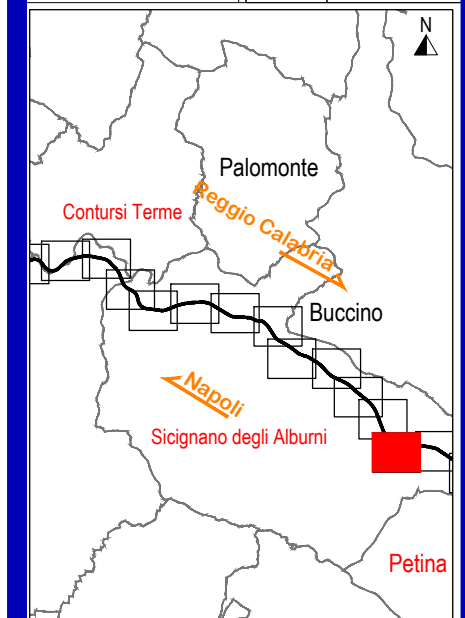 N
Palomonte
Contursi Terme
Reggio Calabria
Buccino
Napoli
Sicignano degli Alburni
Petina